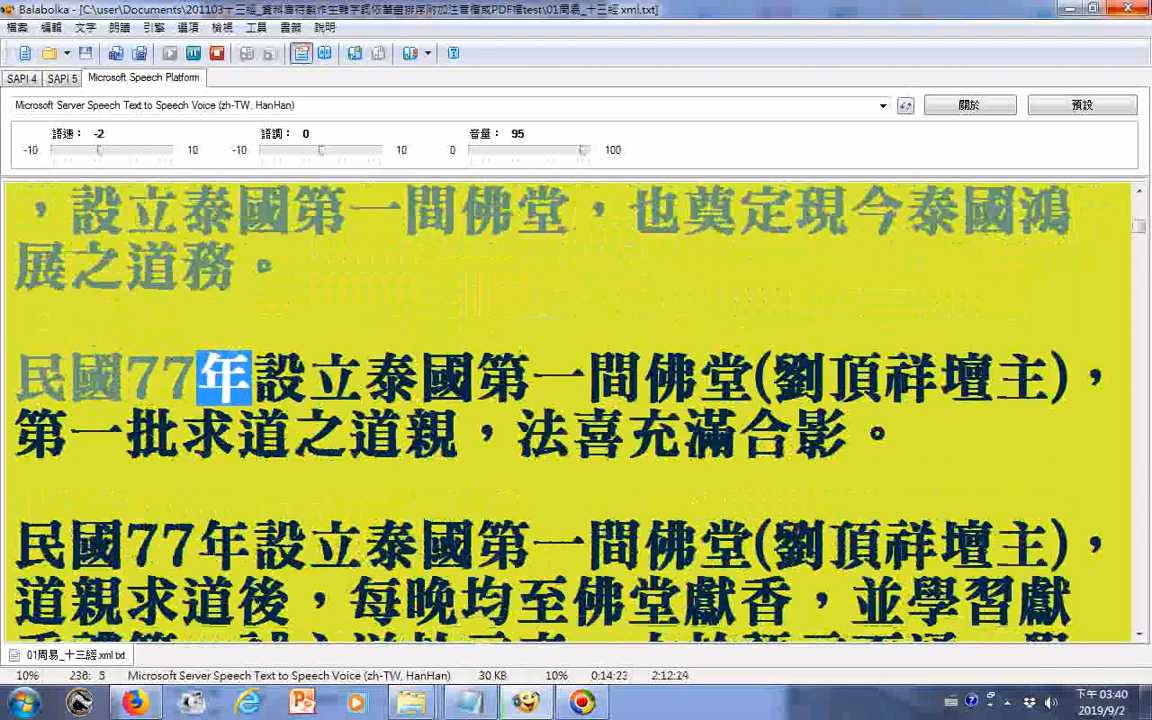 Balabolka - [C:\user\Documents\201103十三經_資料庫衍製作生難字詞依筆畫排序附加注音檔或PDF檔test\01周易_十三經 xml.txt]
檔案 編輯 文字 朗讀 引擎 選項 檢視 工具 書籤 說明
SAPI 4 SAPI 5 Microsoft Speech Platform
Microsoft Server Speech Text to Speech Voice (zh-TW, HanHan) 關於 預設
語速： -2 語調： 0 音量： 95
-10 10 -10 10 0 100
，設立泰國第一間佛堂，也奠定現今泰國鴻
展之道務。
民國77年設立泰國第一間佛堂(劉頂祥壇主)，
第一批求道之道親，法喜充滿合影。
民國77年設立泰國第一間佛堂(劉頂祥壇主)，
道親求道後，每晚均至佛堂獻香，並學習獻
01周易_十三經.xml.txt
10% 238: 5 Microsoft Server Speech Text to Speech Voice (zh-TW, HanHan) 10% 0:14:23 2:12:24
下午 03:40
2019/9/2